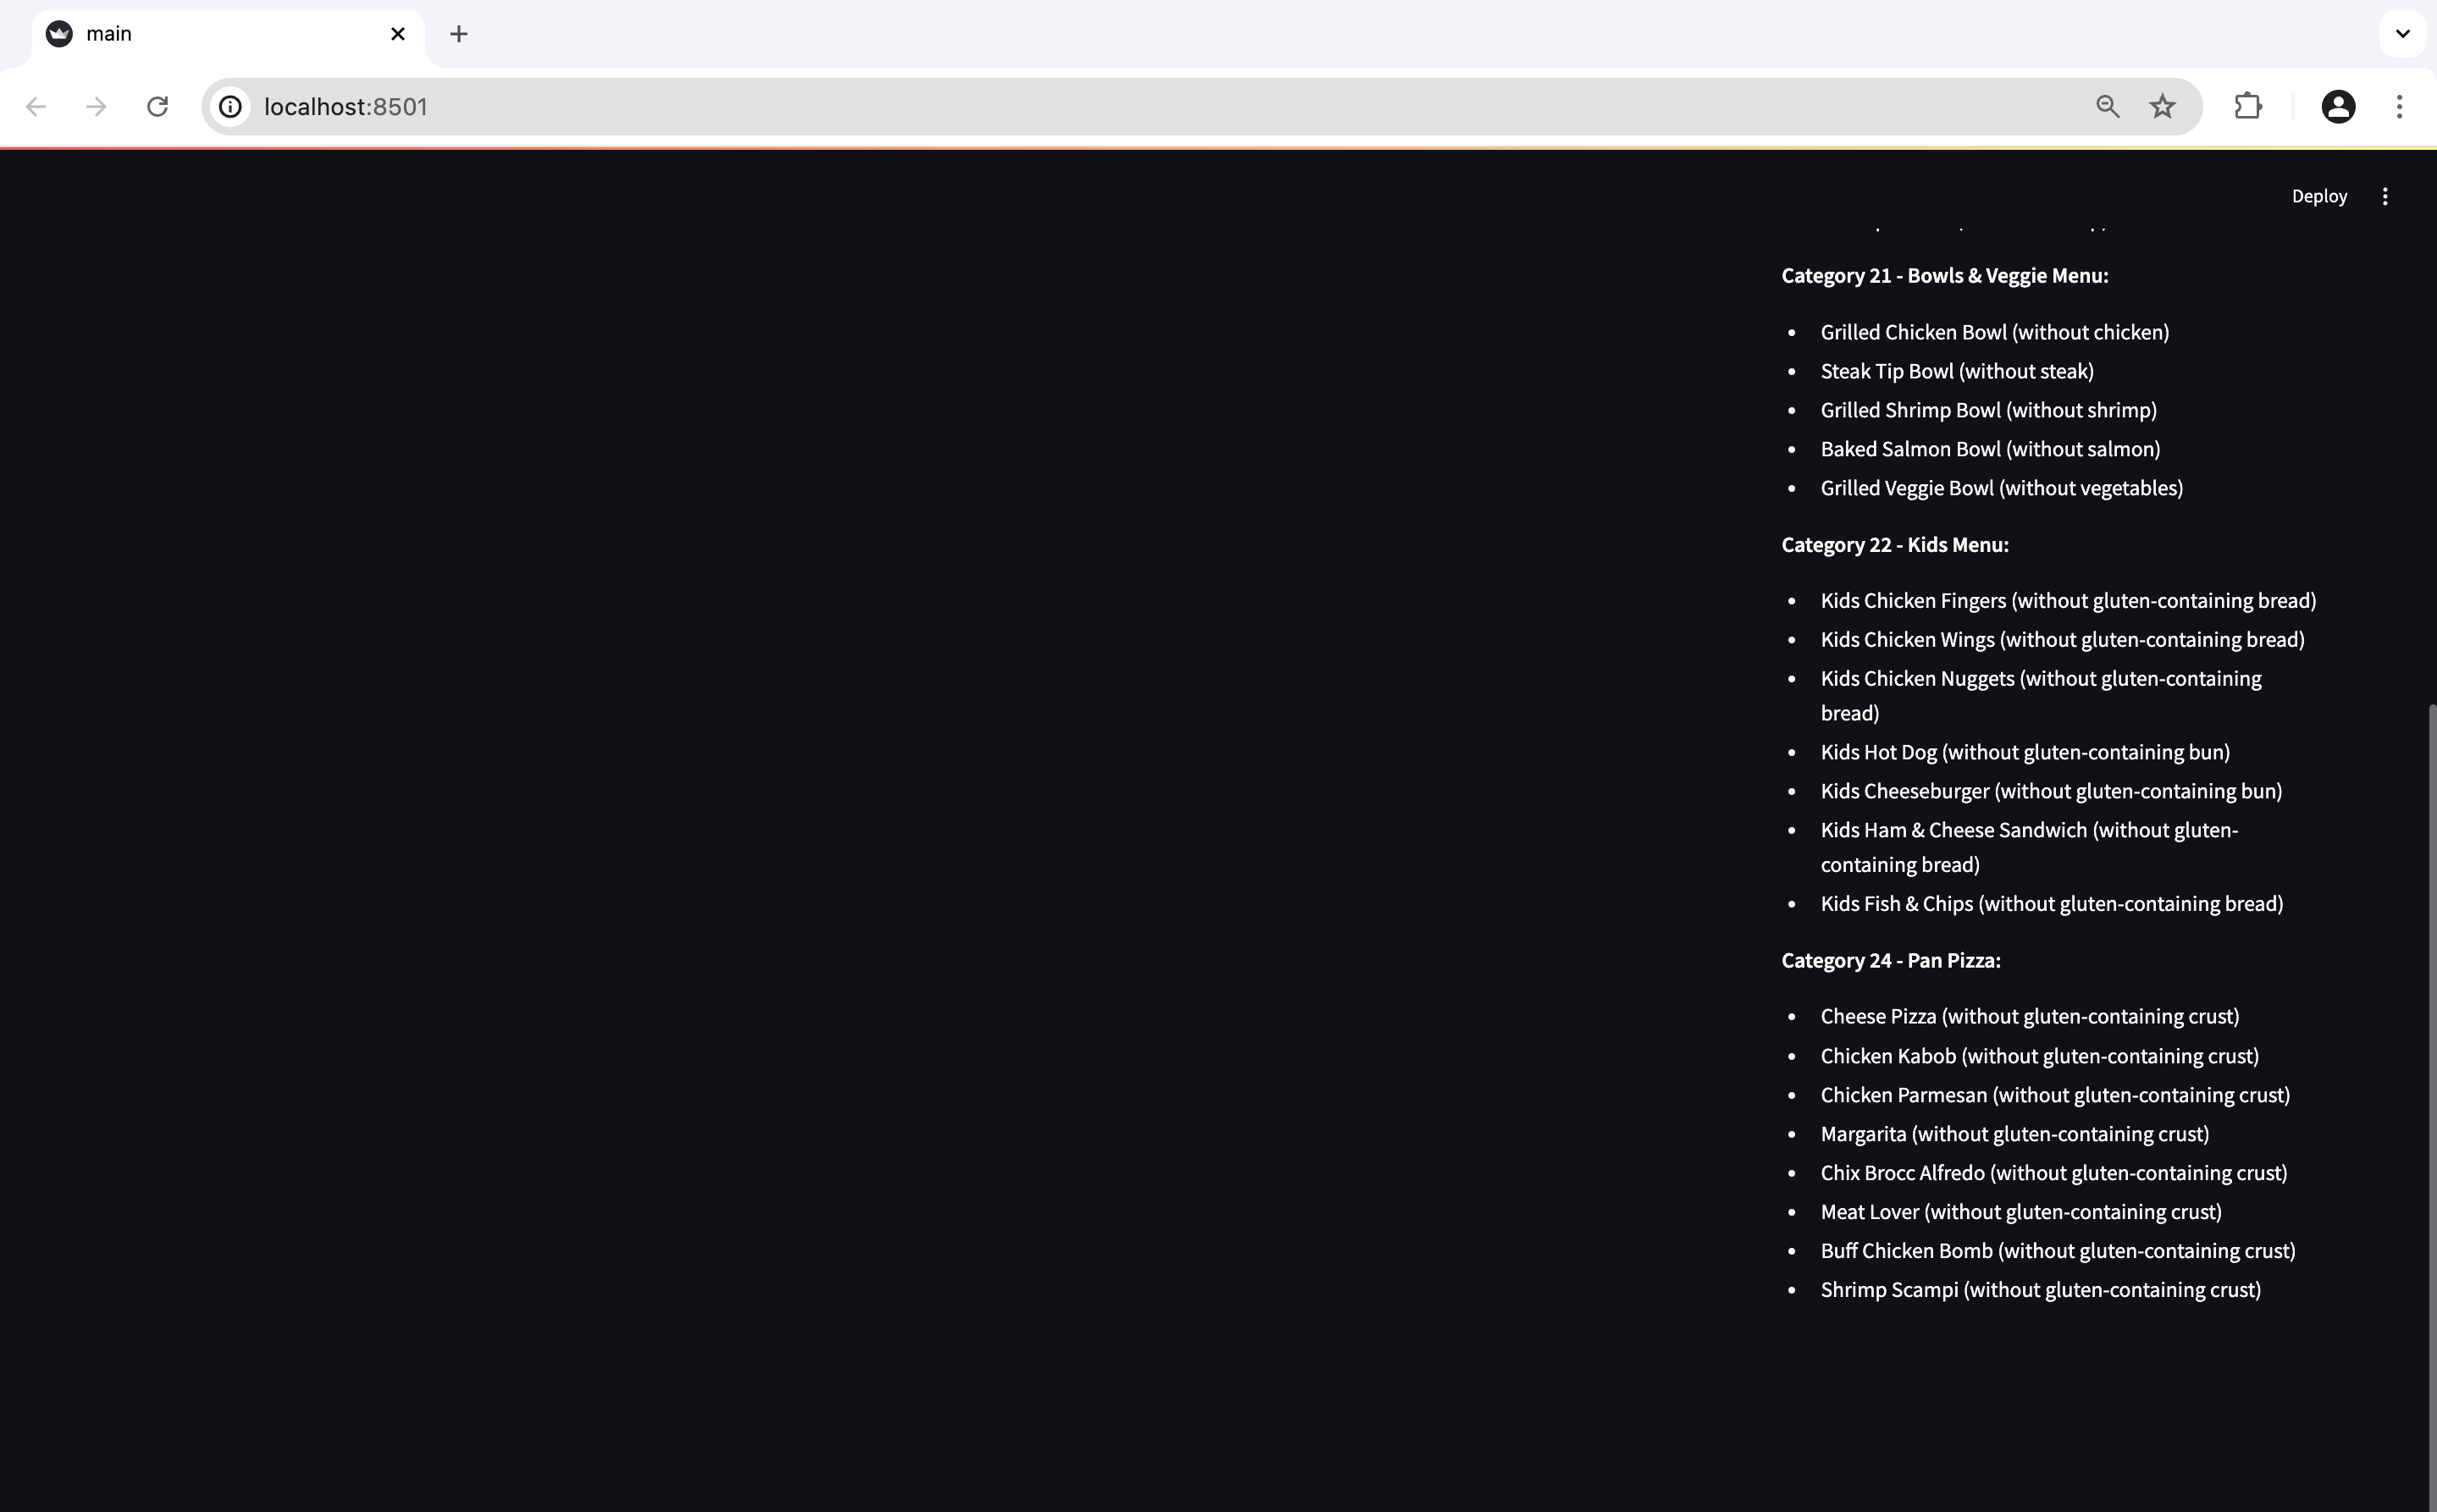 main
localhost:8501
Deploy
Category 21 - Bowls & Veggie Menu:
• Grilled Chicken Bowl (without chicken)
• Steak Tip Bowl (without steak)
• Grilled Shrimp Bowl (without shrimp)
• Baked Salmon Bowl (without salmon)
• Grilled Veggie Bowl (without vegetables)
Category 22 - Kids Menu:
• Kids Chicken Fingers (without gluten-containing bread)
• Kids Chicken Wings (without gluten-containing bread)
• Kids Chicken Nuggets (without gluten-containing
bread)
• Kids Hot Dog (without gluten-containing bun)
• Kids Cheeseburger (without gluten-containing bun)
• Kids Ham & Cheese Sandwich (without gluten-
containing bread)
• Kids Fish & Chips (without gluten-containing bread)
Category 24 - Pan Pizza:
• Cheese Pizza (without gluten-containing crust)
• Chicken Kabob (without gluten-containing crust)
• Chicken Parmesan (without gluten-containing crust)
• Margarita (without gluten-containing crust)
• Chix Brocc Alfredo (without gluten-containing crust)
• Meat Lover (without gluten-containing crust)
• Buff Chicken Bomb (without gluten-containing crust)
• Shrimp Scampi (without gluten-containing crust)